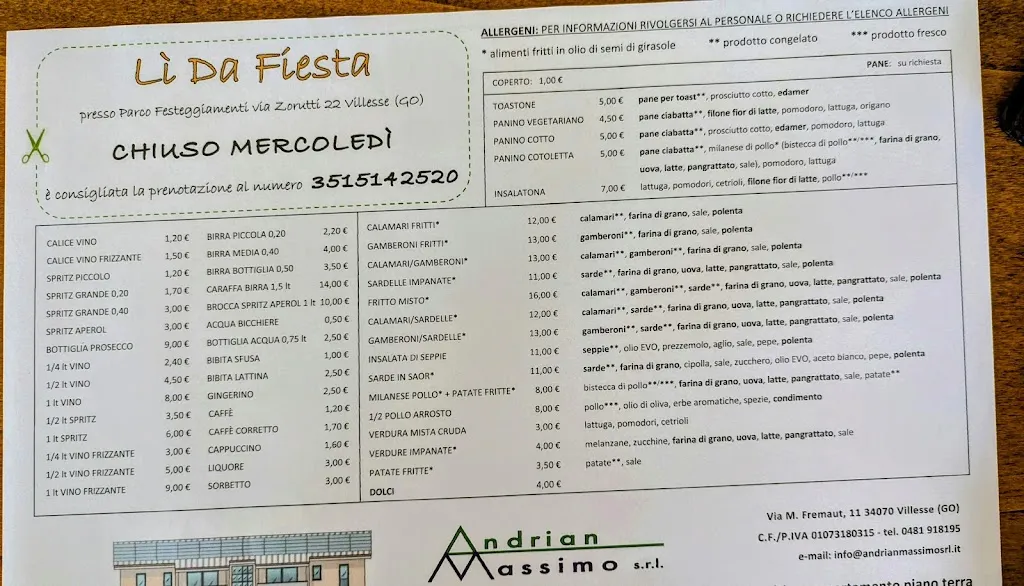 ALLERGENI: PER INFORMAZIONI RIVOLGERSI AL PERSONALE O RICHIEDERE L'ELENCO ALLERGENI
* alimenti fritti in olio di semi di girasole ** prodotto congelato *** prodotto fresco
Lì Da Fiesta
presso Parco Festeggiamenti via Zorutti 22 Villesse (GO)
CHIUSO MERCOLEDÌ
è consigliata la prenotazione al numero 3515142520
COPERTO: 1,00 € PANE: su richiesta
TOASTONE 5,00 € pane per toast**, prosciutto cotto, edamer
PANINO VEGETARIANO 4,50 € pane ciabatta**, filone fior di latte, pomodoro, lattuga, origano
PANINO COTTO 5,00 € pane ciabatta**, prosciutto cotto, edamer, pomodoro, lattuga
PANINO COTOLETTA 5,00 € pane ciabatta**, milanese di pollo* (bistecca di pollo**/***, farina di grano,
uova, latte, pangrattato, sale), pomodoro, lattuga
INSALATONA 7,00 € lattuga, pomodori, cetrioli, filone fior di latte, pollo**/***
CALICE VINO 1,20 €
CALICE VINO FRIZZANTE 1,50 €
SPRITZ PICCOLO 1,20 €
SPRITZ GRANDE 0,20 1,70 €
SPRITZ GRANDE 0,40 3,00 €
SPRITZ APEROL 3,00 €
BOTTIGLIA PROSECCO 9,00 €
1/4 lt VINO 2,40 €
1/2 lt VINO 4,50 €
1 lt VINO 8,00 €
1/2 lt SPRITZ 3,50 €
1 lt SPRITZ 6,00 €
1/4 lt VINO FRIZZANTE 3,00 €
1/2 lt VINO FRIZZANTE 5,00 €
1 lt VINO FRIZZANTE 9,00 €
BIRRA PICCOLA 0,20 2,20 €
BIRRA MEDIA 0,40 4,00 €
BIRRA BOTTIGLIA 0,50 3,50 €
CARAFFA BIRRA 1,5 lt 14,00 €
BROCCA SPRITZ APEROL 1 lt 10,00 €
ACQUA BICCHIERE 0,50 €
BOTTIGLIA ACQUA 0,75 lt 2,50 €
BIBITA SFUSA 1,00 €
BIBITA LATTINA 2,50 €
GINGERINO 2,50 €
CAFFÈ 1,20 €
CAFFÈ CORRETTO 1,70 €
CAPPUCCINO 1,60 €
LIQUORE 3,00 €
SORBETTO 3,00 €
CALAMARI FRITTI* 12,00 € calamari**, farina di grano, sale, polenta
GAMBERONI FRITTI* 13,00 € gamberoni**, farina di grano, sale, polenta
CALAMARI/GAMBERONI* 13,00 € calamari**, gamberoni**, farina di grano, sale, polenta
SARDELLE IMPANATE* 11,00 € sarde**, farina di grano, uova, latte, pangrattato, sale, polenta
FRITTO MISTO* 16,00 € calamari**, gamberoni**, sarde**, farina di grano, uova, latte, pangrattato, sale, polenta
CALAMARI/SARDELLE* 12,00 € calamari**, sarde**, farina di grano, uova, latte, pangrattato, sale, polenta
GAMBERONI/SARDELLE* 13,00 € gamberoni**, sarde**, farina di grano, uova, latte, pangrattato, sale, polenta
INSALATA DI SEPPIE 11,00 € seppie**, olio EVO, prezzemolo, aglio, sale, pepe, polenta
SARDE IN SAOR* 11,00 € sarde**, farina di grano, cipolla, sale, zucchero, olio EVO, aceto bianco, pepe, polenta
MILANESE POLLO* + PATATE FRITTE* 8,00 € bistecca di pollo**/***, farina di grano, uova, latte, pangrattato, sale, patate**
1/2 POLLO ARROSTO 8,00 € pollo***, olio di oliva, erbe aromatiche, spezie, condimento
VERDURA MISTA CRUDA 3,00 € lattuga, pomodori, cetrioli
VERDURE IMPANATE* 4,00 € melanzane, zucchine, farina di grano, uova, latte, pangrattato, sale
PATATE FRITTE* 3,50 € patate**, sale
DOLCI 4,00 €
Andrian
Massimo s.r.l.
Via M. Fremaut, 11 34070 Villesse (GO)
C.F./P.IVA 01073180315 - tel. 0481 918195
e-mail: info@andrianmassimosrl.it
piano terra